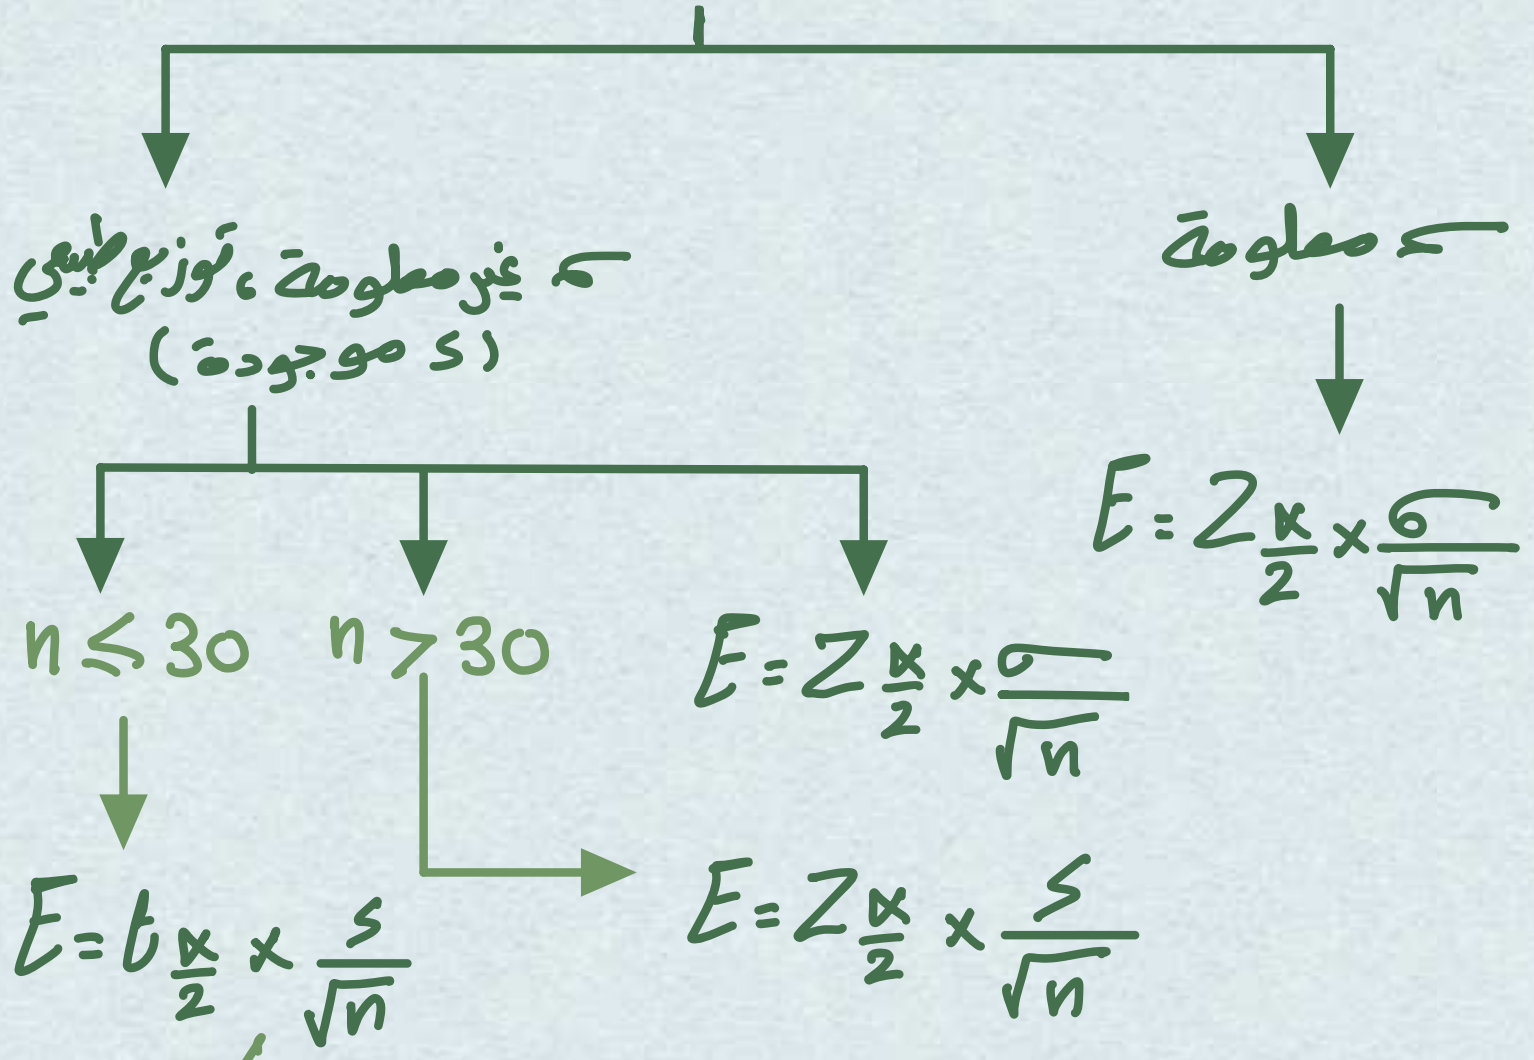 σ معلومة
σ غير معلومة ، توزيع طبيعي
(s موجودة)
E = Z α/2 × σ/√n
n ≤ 30
n > 30
E = Z α/2 × σ/√n
E = Z α/2 × s/√n
E = t α/2 × s/√n